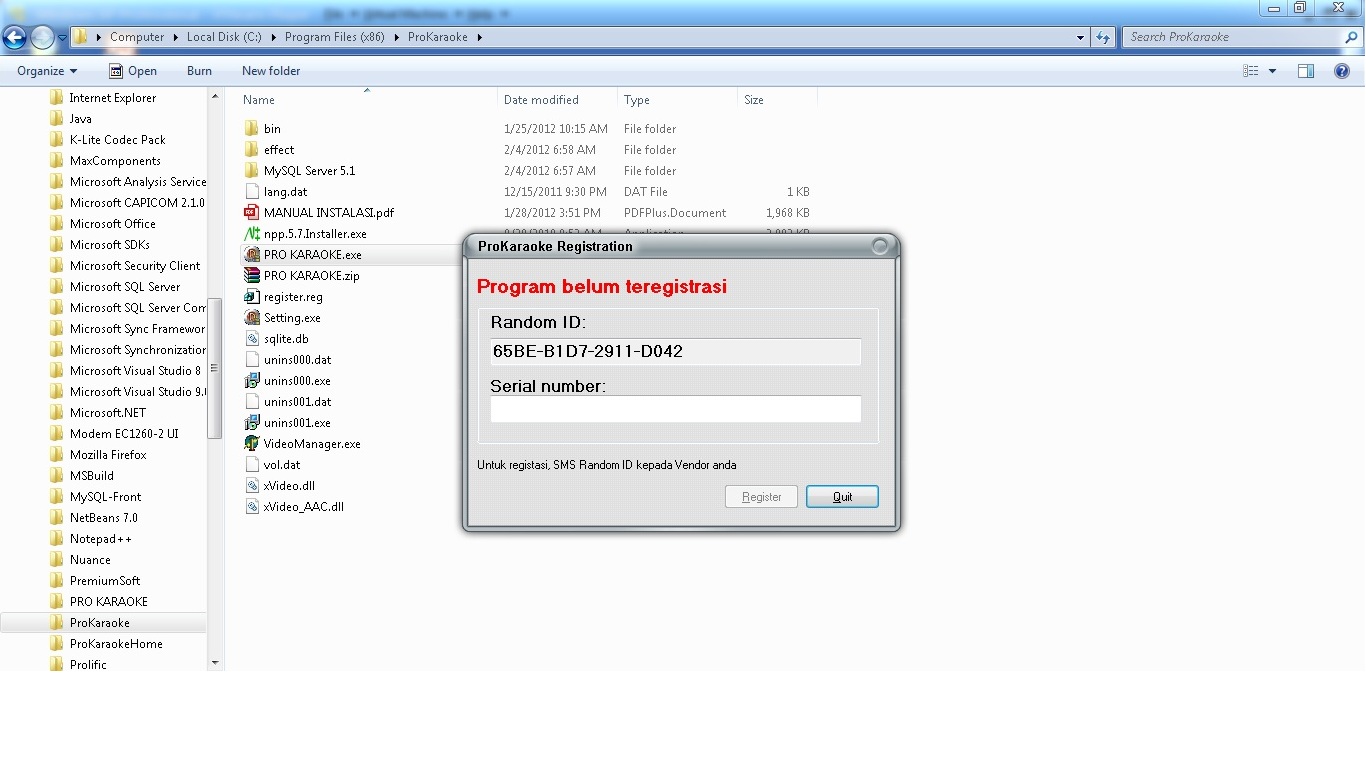 Computer ▸ Local Disk (C:) ▸ Program Files (x86) ▸ ProKaraoke ▸
Search ProKaraoke
Organize Open Burn New folder
Internet Explorer
Java
K-Lite Codec Pack
MaxComponents
Microsoft Analysis Service
Microsoft CAPICOM 2.1.0
Microsoft Office
Microsoft SDKs
Microsoft Security Client
Microsoft SQL Server
Microsoft SQL Server Com
Microsoft Sync Framewor
Microsoft Synchronization
Microsoft Visual Studio 8
Microsoft Visual Studio 9.
Microsoft.NET
Modem EC1260-2 UI
Mozilla Firefox
MSBuild
MySQL-Front
NetBeans 7.0
Notepad++
Nuance
PremiumSoft
PRO KARAOKE
ProKaraoke
ProKaraokeHome
Prolific
Name Date modified Type Size
bin 1/25/2012 10:15 AM File folder
effect 2/4/2012 6:58 AM File folder
MySQL Server 5.1 2/4/2012 6:57 AM File folder
lang.dat 12/15/2011 9:30 PM DAT File 1 KB
MANUAL INSTALASI.pdf 1/28/2012 3:51 PM PDFPlus.Document 1,968 KB
npp.5.7.Installer.exe
PRO KARAOKE.exe
PRO KARAOKE.zip
register.reg
Setting.exe
sqlite.db
unins000.dat
unins000.exe
unins001.dat
unins001.exe
VideoManager.exe
vol.dat
xVideo.dll
xVideo_AAC.dll
ProKaraoke Registration
Program belum teregistrasi
Random ID:
65BE-B1D7-2911-D042
Serial number:
Untuk registasi, SMS Random ID kepada Vendor anda
Register Quit